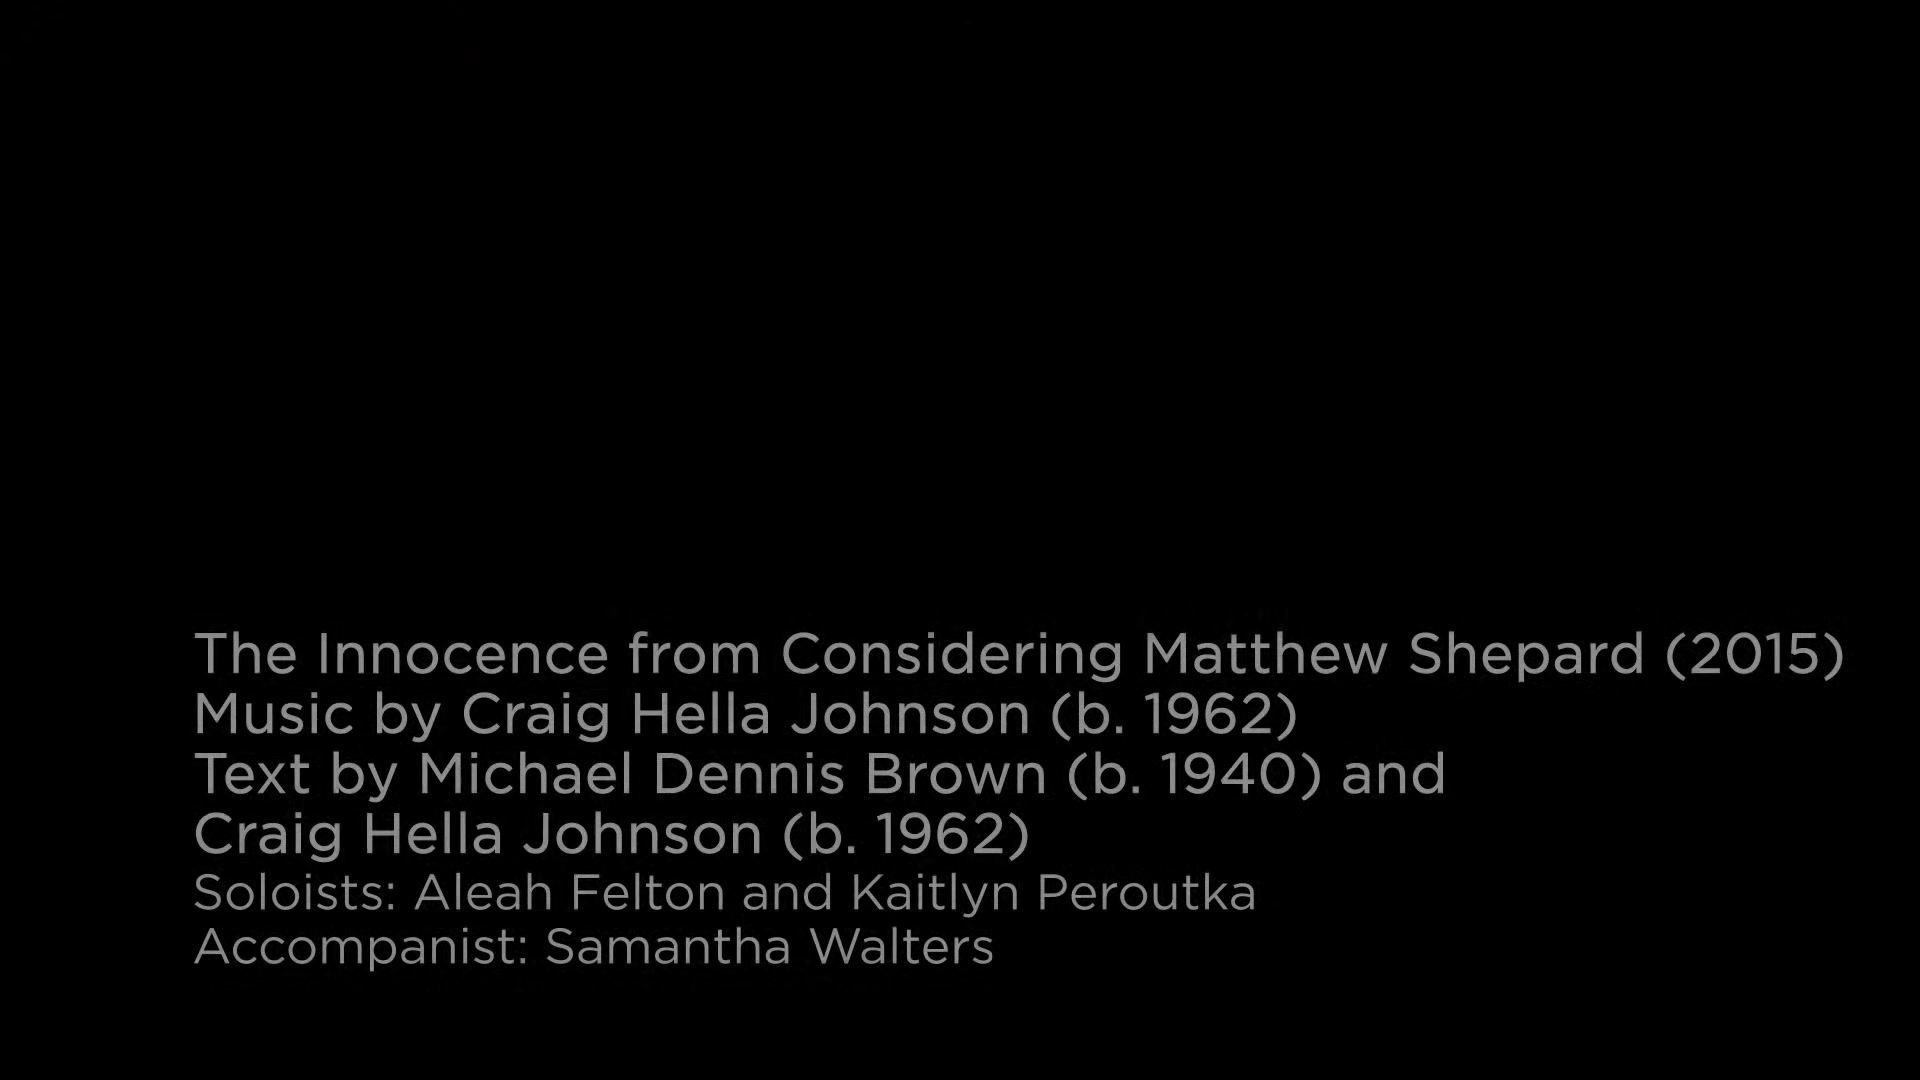 The Innocence from Considering Matthew Shepard (2015)
Music by Craig Hella Johnson (b. 1962)
Text by Michael Dennis Brown (b. 1940) and
Craig Hella Johnson (b. 1962)
Soloists: Aleah Felton and Kaitlyn Peroutka
Accompanist: Samantha Walters